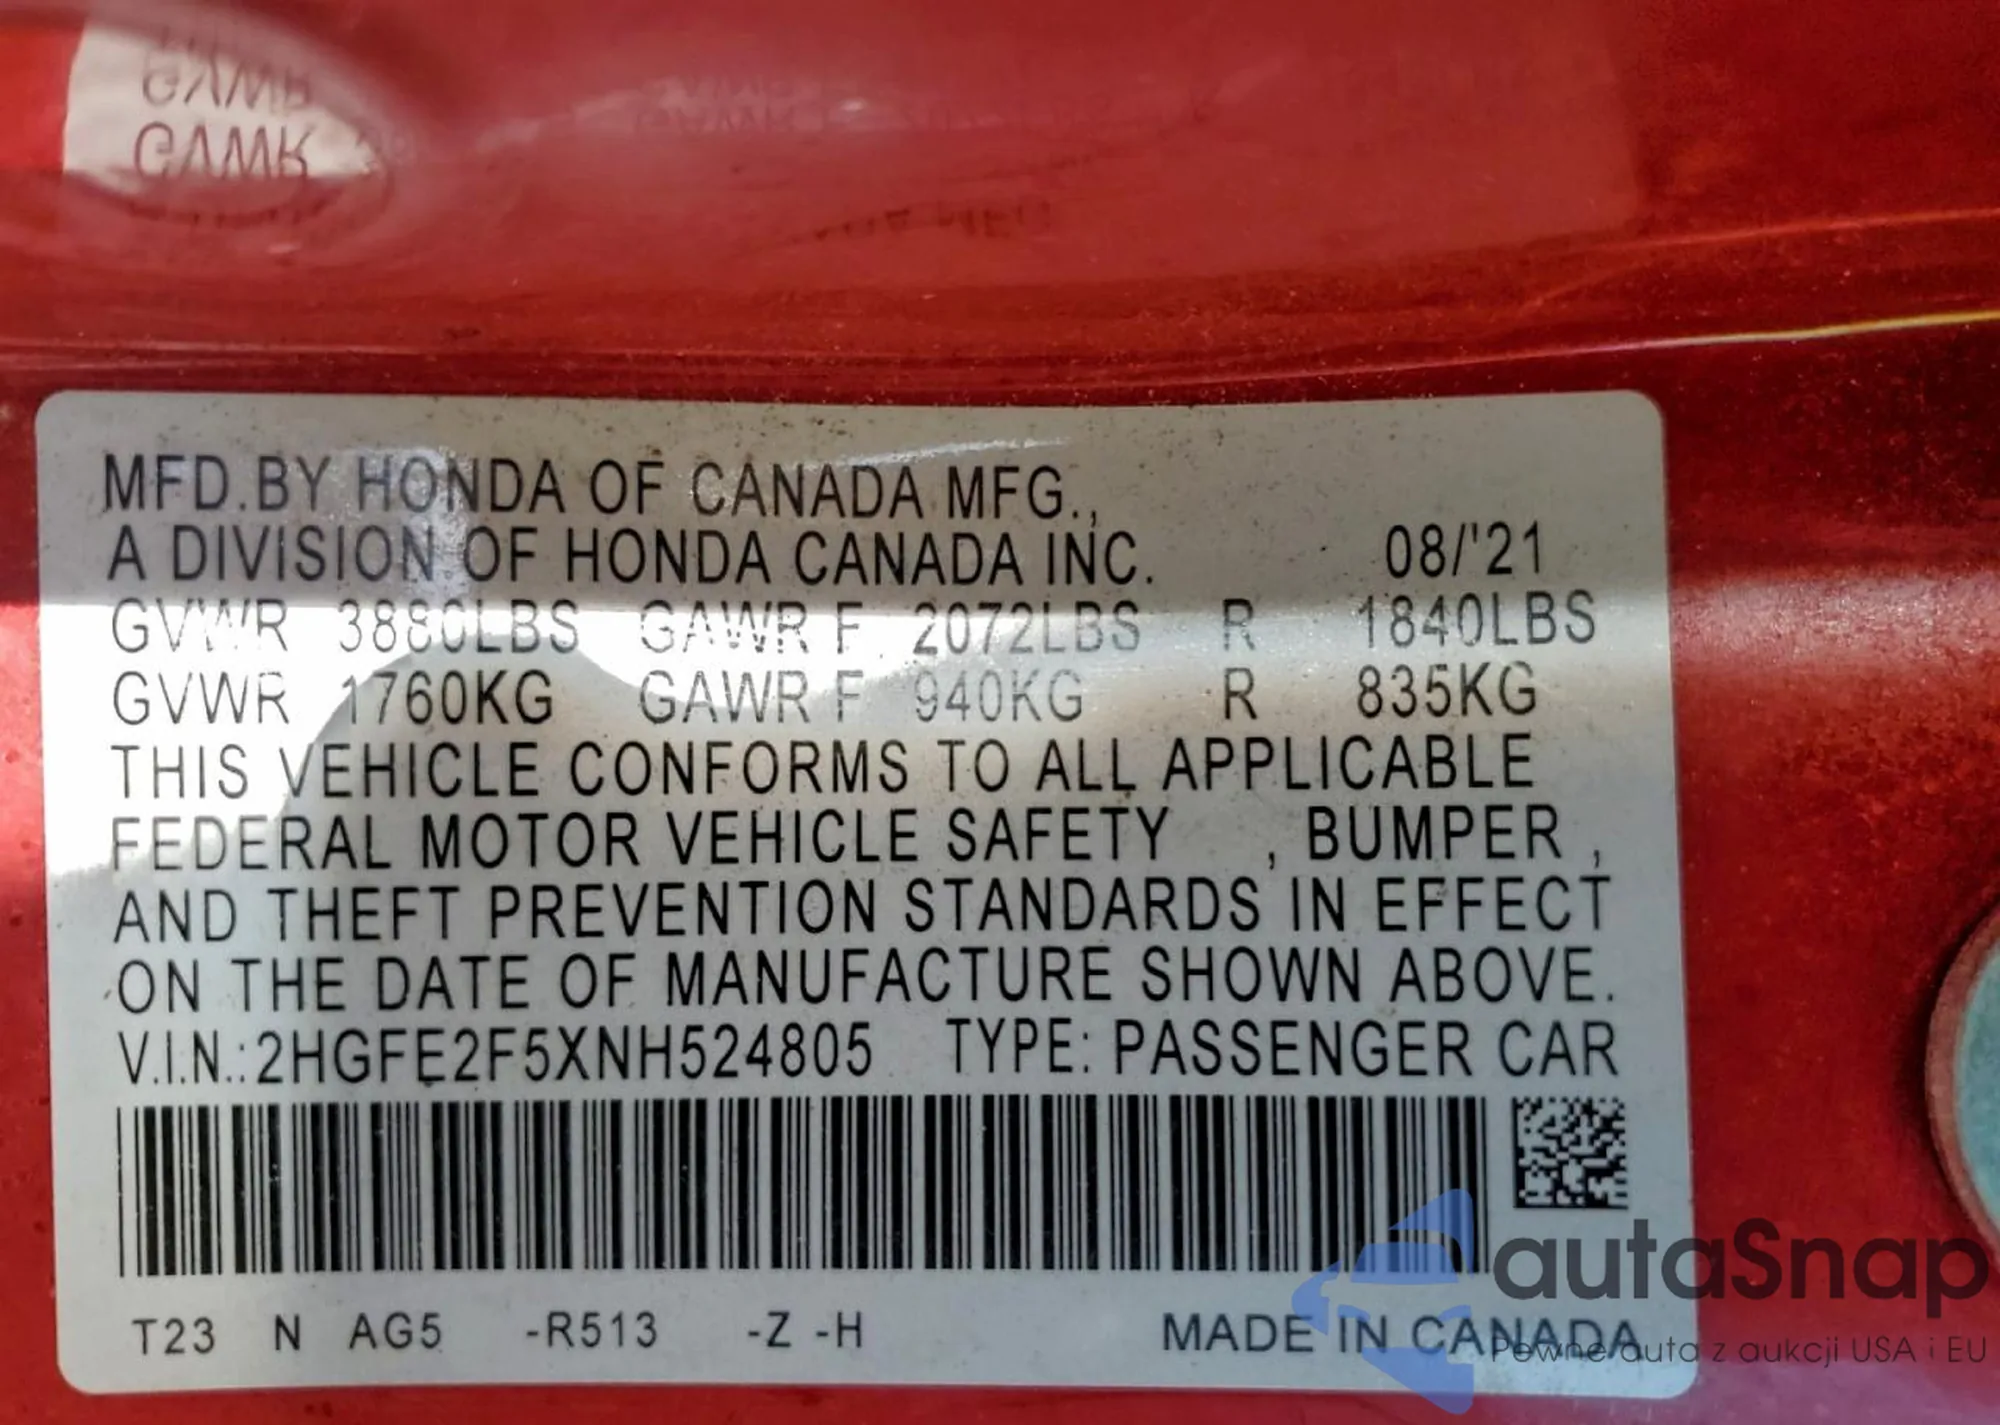 MFD.BY HONDA OF CANADA MFG.,
A DIVISION OF HONDA CANADA INC. 08/'21
GVWR 3880LBS GAWR F 2072LBS R 1840LBS
GVWR 1760KG GAWR F 940KG R 835KG
THIS VEHICLE CONFORMS TO ALL APPLICABLE
FEDERAL MOTOR VEHICLE SAFETY , BUMPER ,
AND THEFT PREVENTION STANDARDS IN EFFECT
ON THE DATE OF MANUFACTURE SHOWN ABOVE.
V.I.N.:2HGFE2F5XNH524805 TYPE: PASSENGER CAR
T23 N AG5 -R513 -Z -H MADE IN CANADA
autaSnap
Pewne auta z aukcji USA i EU